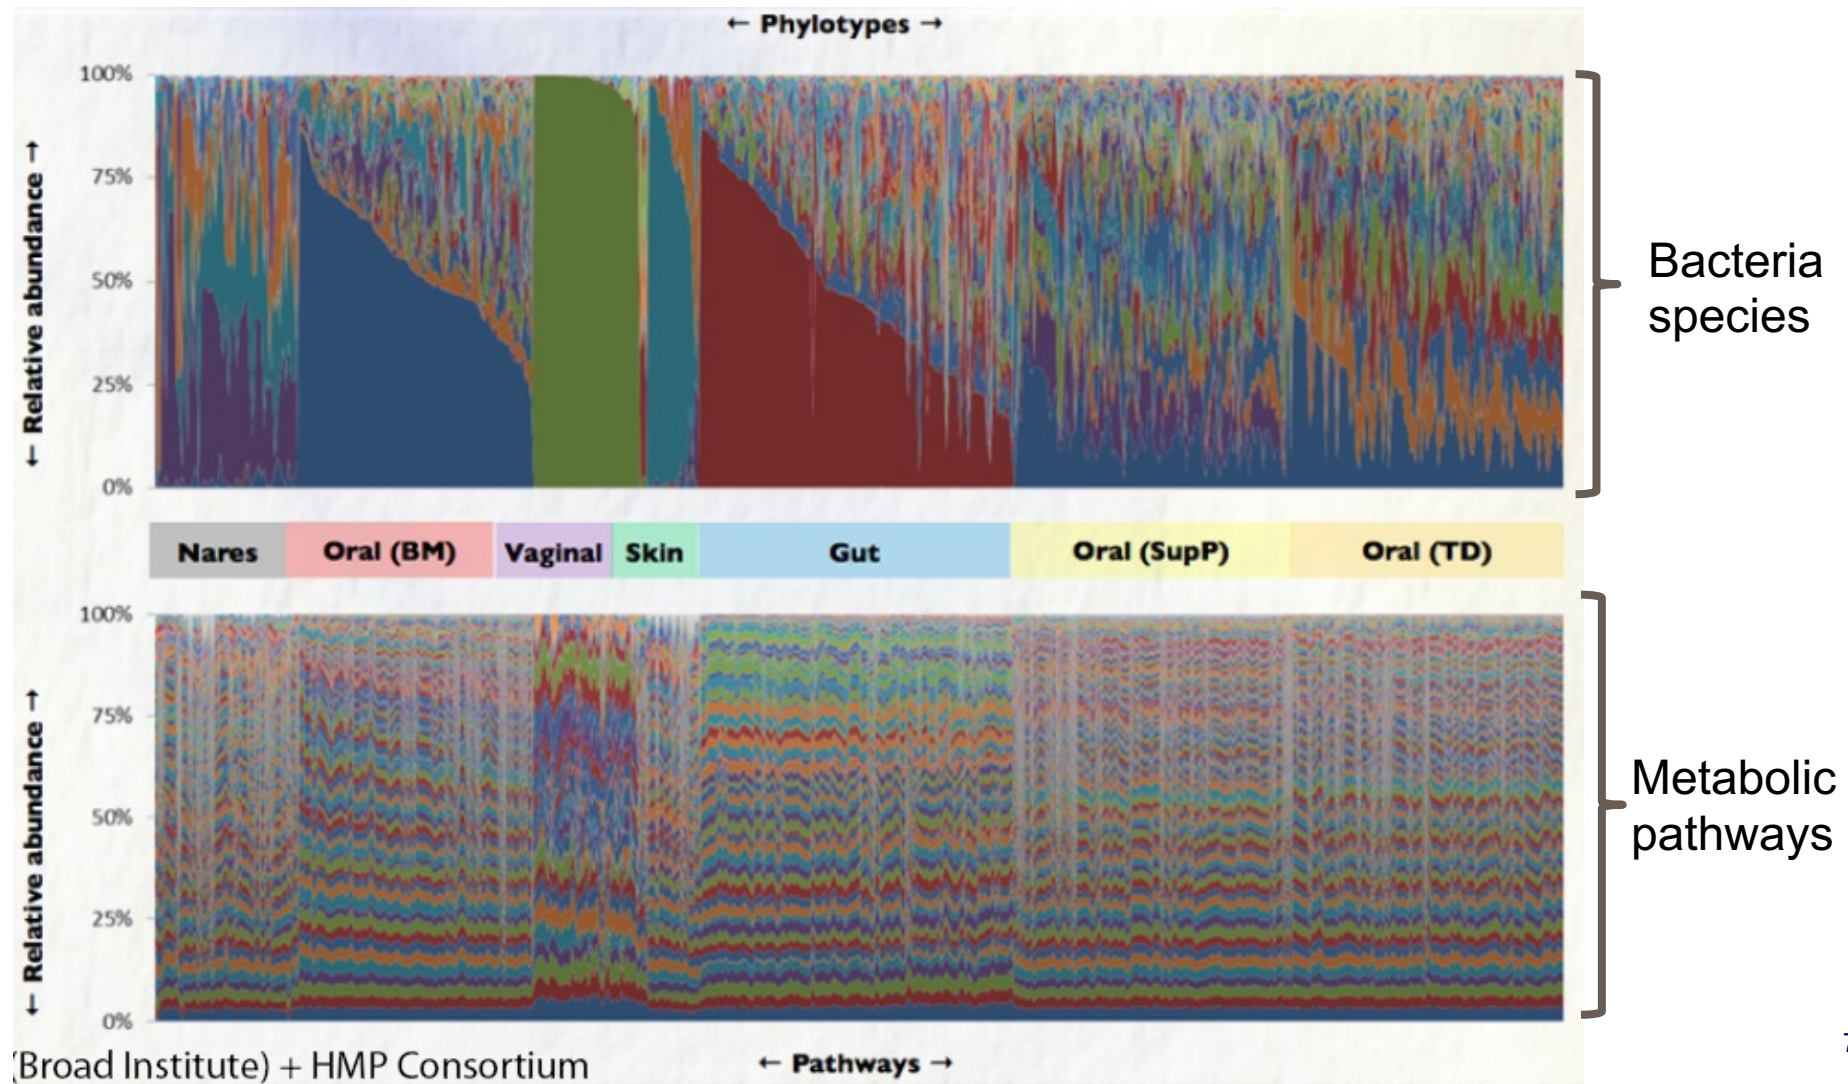 ← Phylotypes →
← Relative abundance →
100%
75%
50%
25%
0%
Bacteria
species
Nares Oral (BM) Vaginal Skin Gut Oral (SupP) Oral (TD)
← Relative abundance →
100%
75%
50%
25%
0%
Metabolic
pathways
← Pathways →
(Broad Institute) + HMP Consortium
7